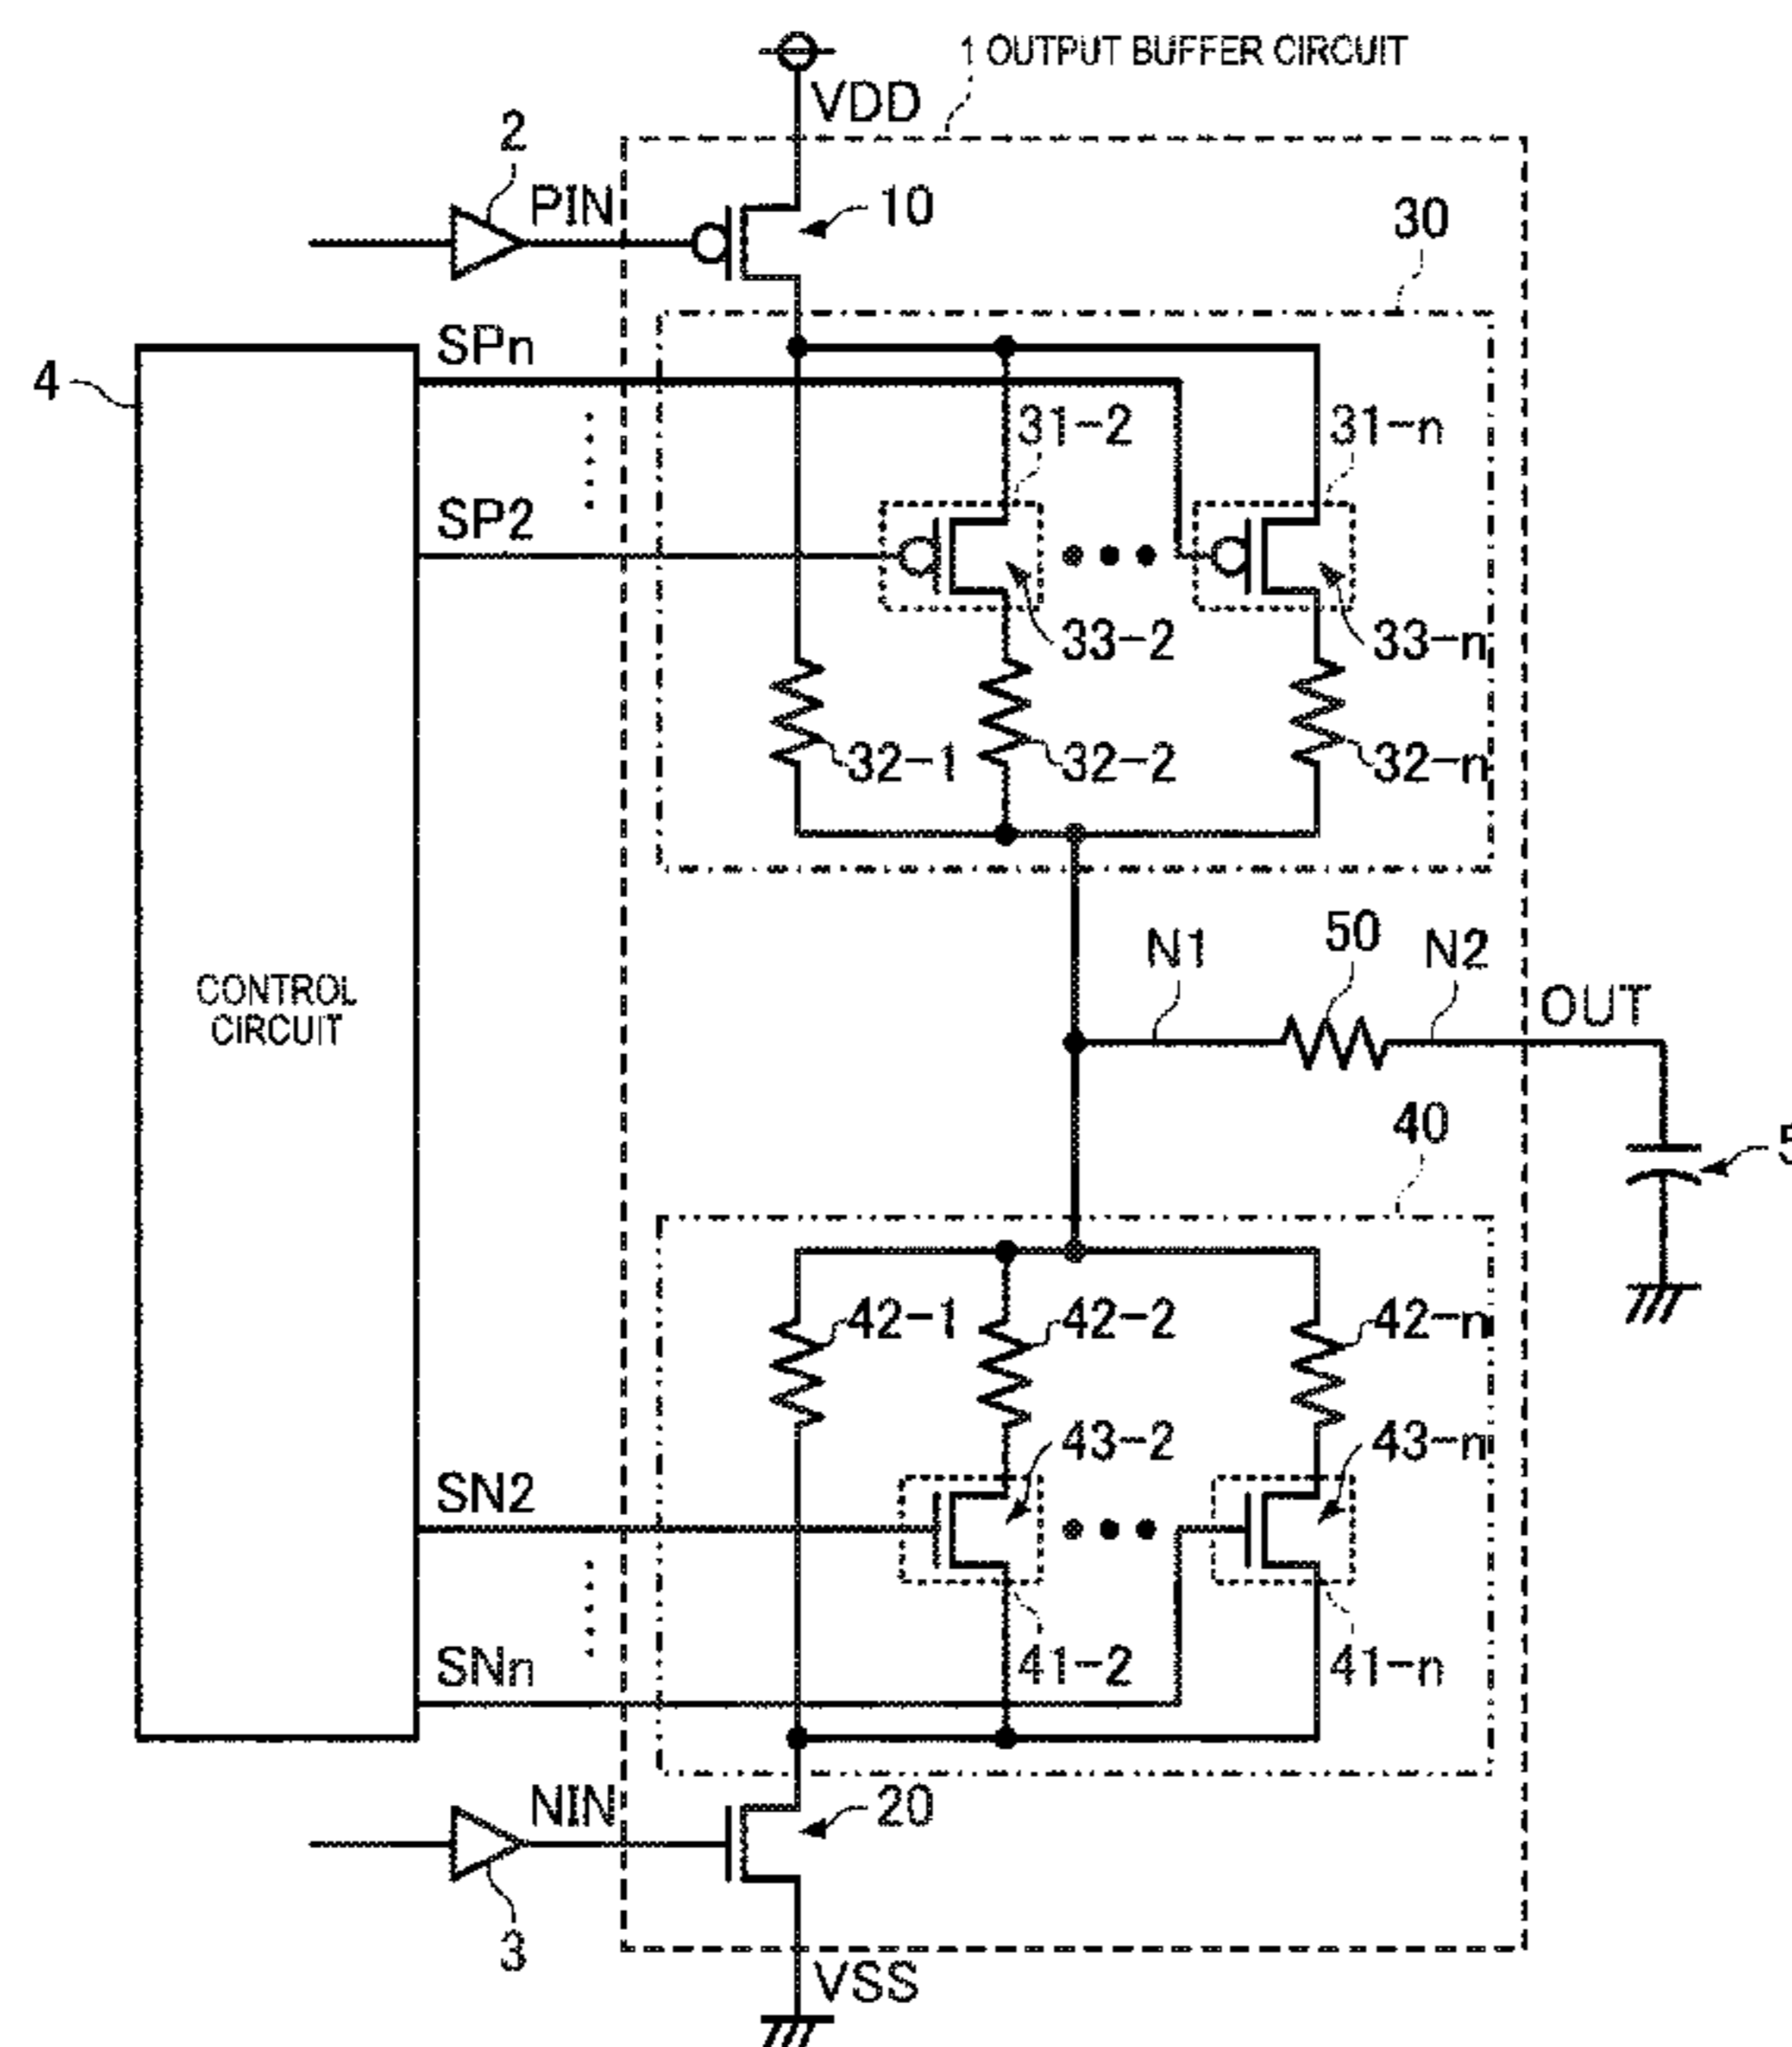 1 OUTPUT BUFFER CIRCUIT
VDD
2
PIN
10
30
SPn
4
31-2
31-n
SP2
33-2
33-n
32-1
32-2
32-n
CONTROL
CIRCUIT
N1
50
N2
OUT
40
5
42-1
42-2
42-n
43-2
43-n
SN2
41-2
41-n
SNn
NIN
20
3
VSS